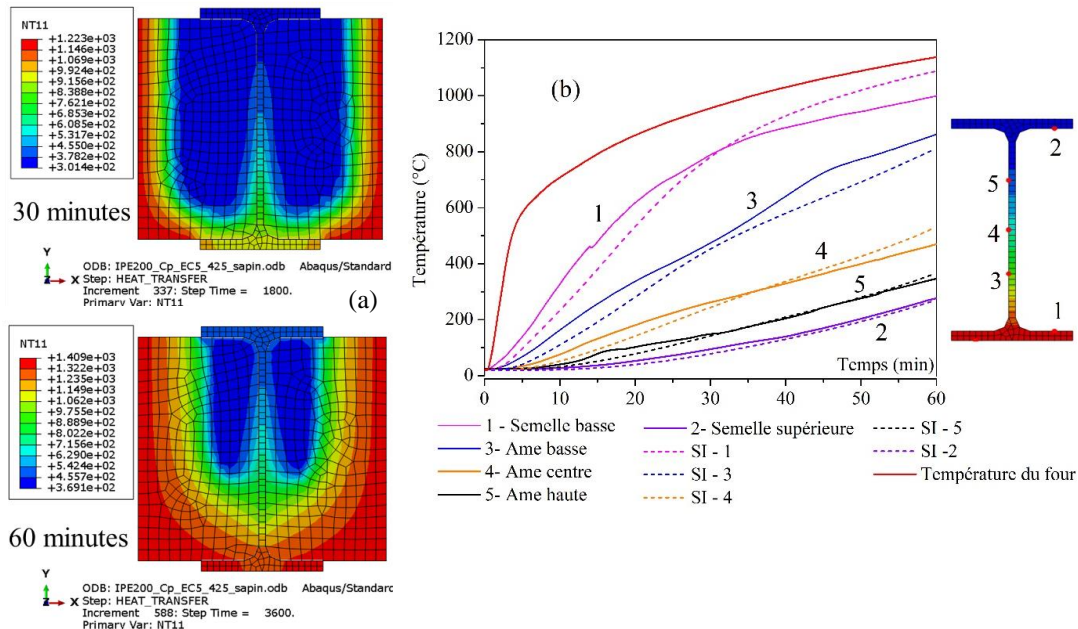 NT11
+1.223e+03
+1.146e+03
+1.069e+03
+9.924e+02
+9.156e+02
+8.388e+02
+7.621e+02
+6.853e+02
+6.085e+02
+5.317e+02
+4.550e+02
+3.782e+02
+3.014e+02
30 minutes
Y
Z X
ODB: IPE200_Cp_EC5_425_sapin.odb Abaqus/Standard
Step: HEAT_TRANSFER
Increment 337: Step Time = 1800.
Primary Var: NT11
(a)
NT11
+1.409e+03
+1.322e+03
+1.235e+03
+1.149e+03
+1.062e+03
+9.755e+02
+8.889e+02
+8.022e+02
+7.156e+02
+6.290e+02
+5.424e+02
+4.557e+02
+3.691e+02
60 minutes
Y
Z X
ODB: IPE200_Cp_EC5_425_sapin.odb Abaqus/Standard
Step: HEAT_TRANSFER
Increment 588: Step Time = 3600.
Primary Var: NT11
(b)
Température (°C)
1200
1000
800
600
400
200
0
0 10 20 30 40 50 60
Temps (min)
1
3
4
5
2
2
5
4
3
1
1 - Semelle basse
3- Ame basse
4- Ame centre
5- Ame haute
2- Semelle supérieure
SI - 1
SI - 3
SI - 4
SI - 5
SI -2
Température du four